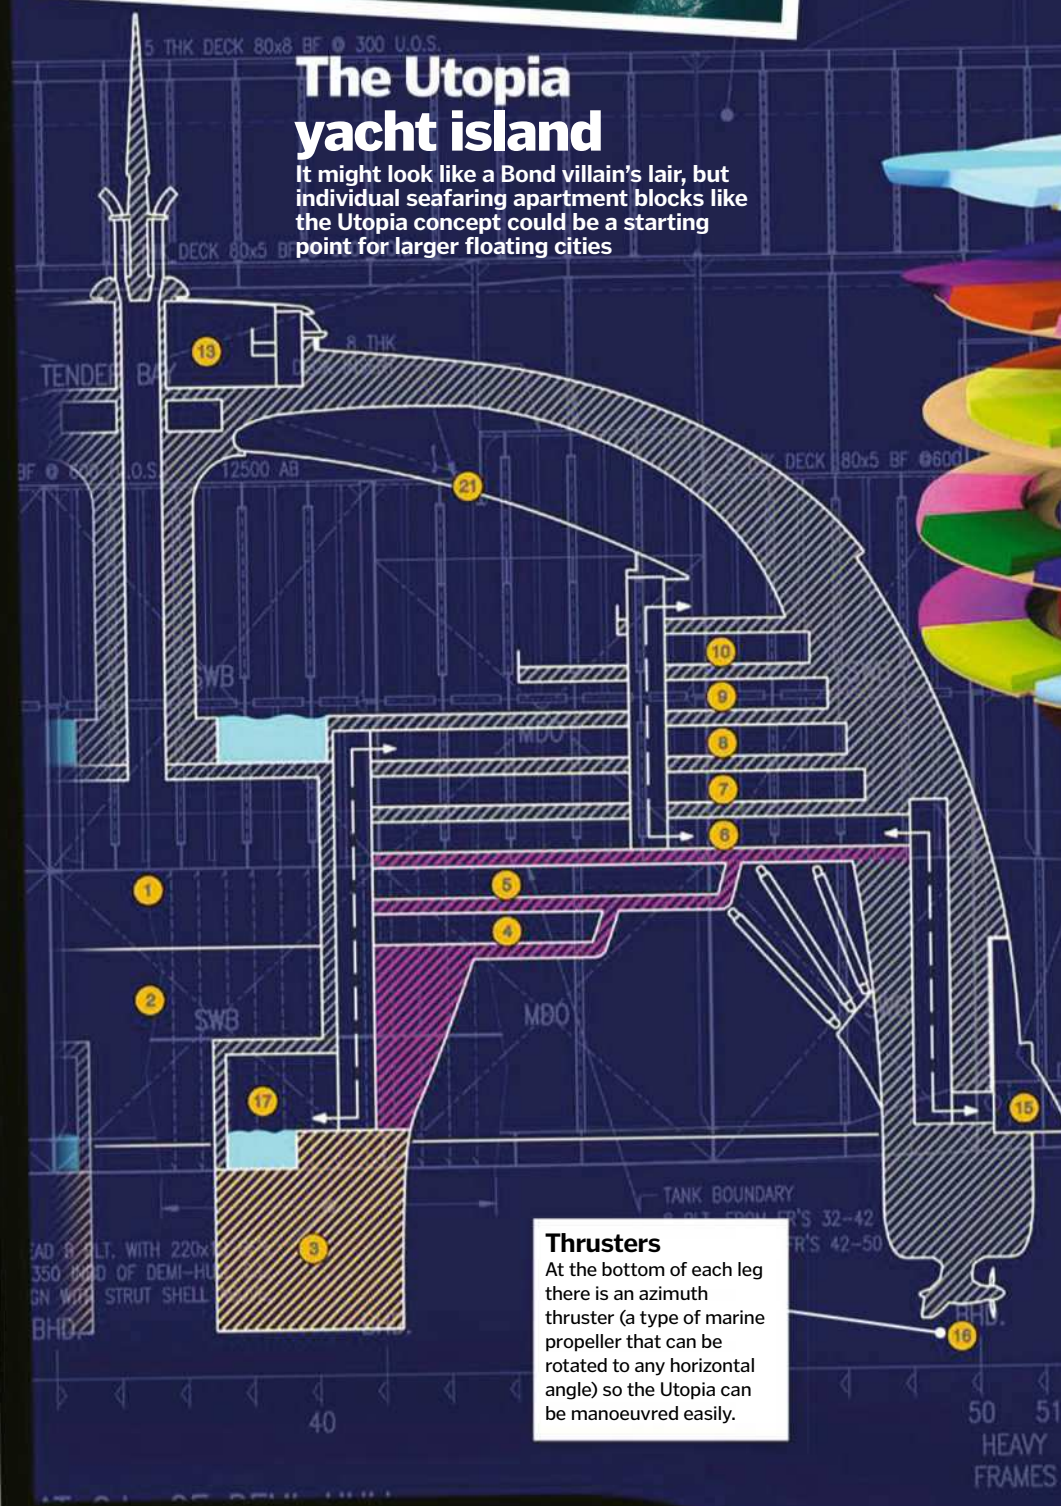 5 THK DECK 80x8 BF @ 300 U.O.S.
The Utopia
yacht island
It might look like a Bond villain's lair, but
individual seafaring apartment blocks like
the Utopia concept could be a starting
point for larger floating cities
DECK 80x5 BF
13
8 THK
TENDER BAY
BF @ 600 U.O.S.
12500 AB
21
DECK 80x5 BF @600
10
SWB
9
MDO
8
7
6
1
5
4
2
SWB
MDO
17
15
TANK BOUNDARY
FROM FR'S 32-42
FR'S 42-50
3
PLT. WITH 220x
350 INBD OF DEMI-HU
STRUT SHELL
BHD.
BHD.
BHD.
Thrusters
At the bottom of each leg
there is an azimuth
thruster (a type of marine
propeller that can be
rotated to any horizontal
angle) so the Utopia can
be manoeuvred easily.
16
40
50
51
HEAVY
FRAMES